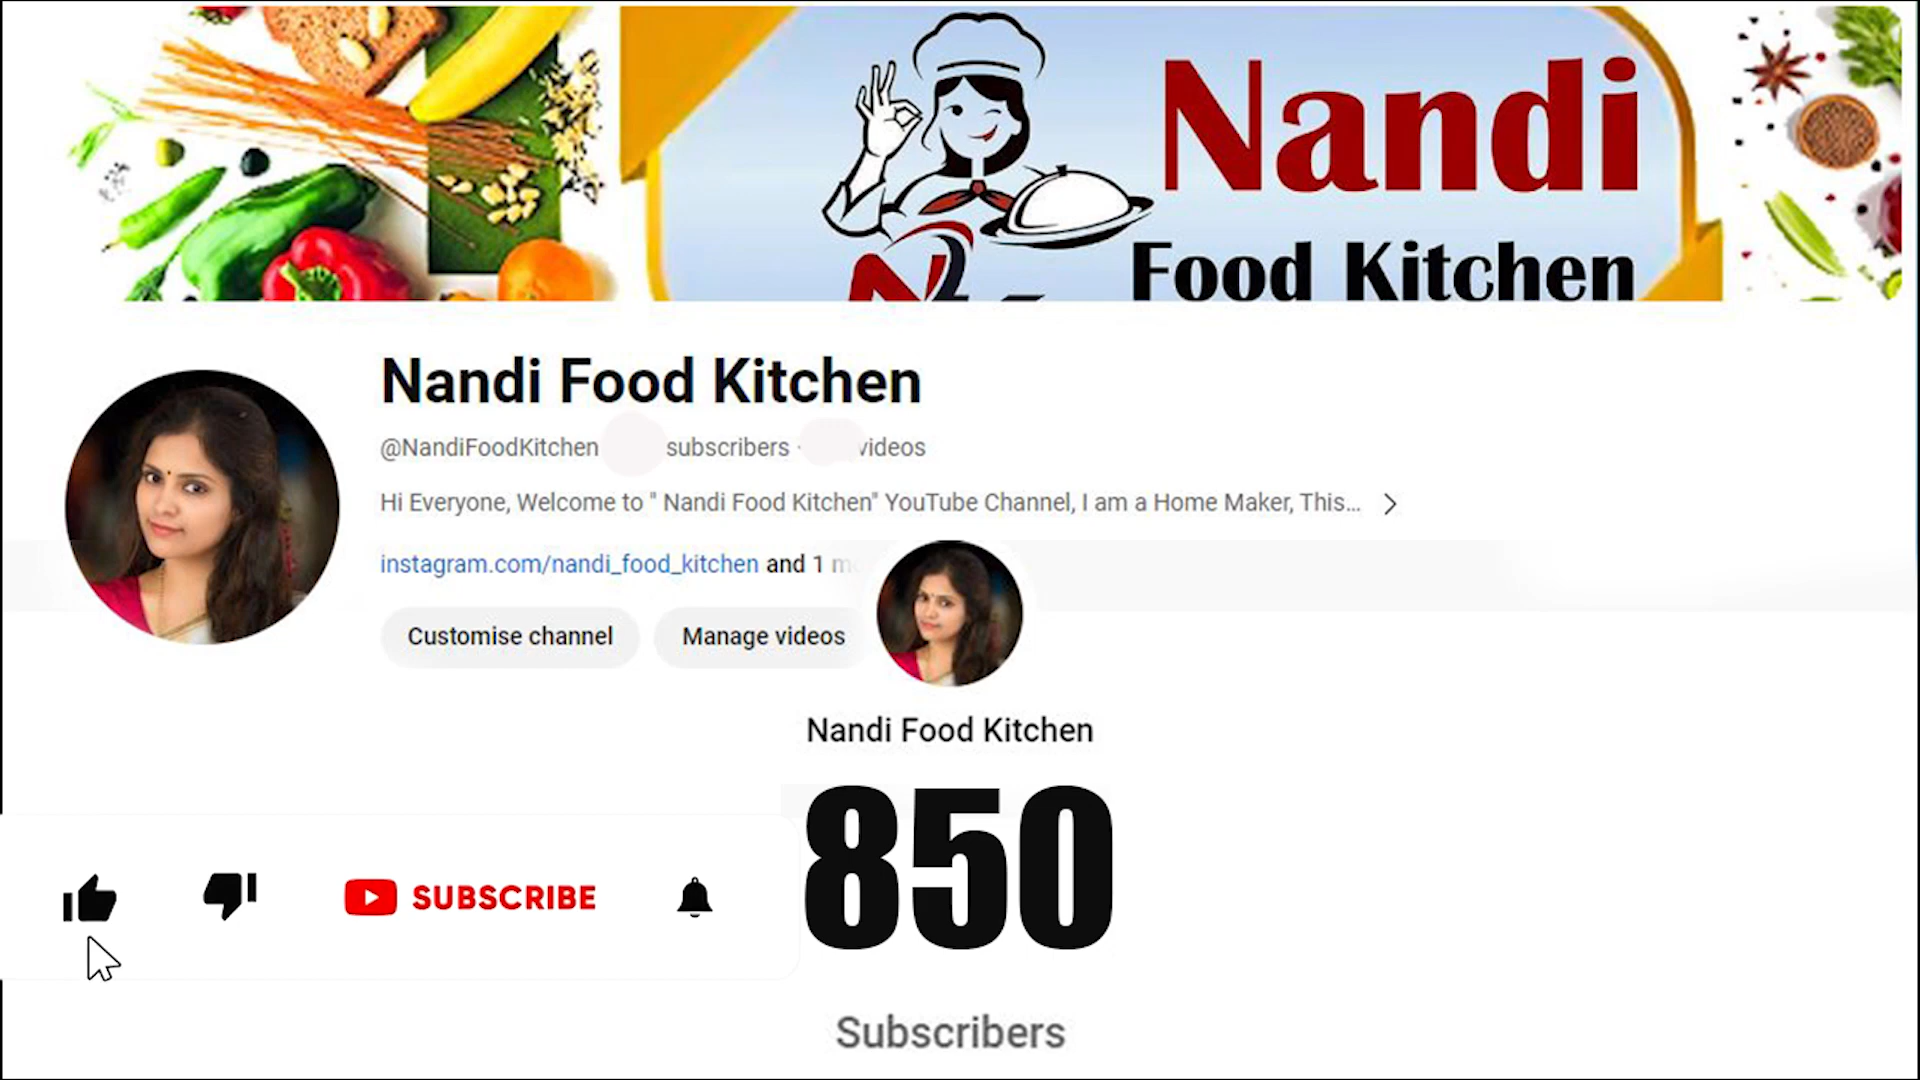 Nandi
Food Kitchen
Nandi Food Kitchen
@NandiFoodKitchen subscribers · videos
Hi Everyone, Welcome to " Nandi Food Kitchen" YouTube Channel, I am a Home Maker, This...
instagram.com/nandi_food_kitchen and 1
Customise channel
Manage videos
Nandi Food Kitchen
850
SUBSCRIBE
Subscribers